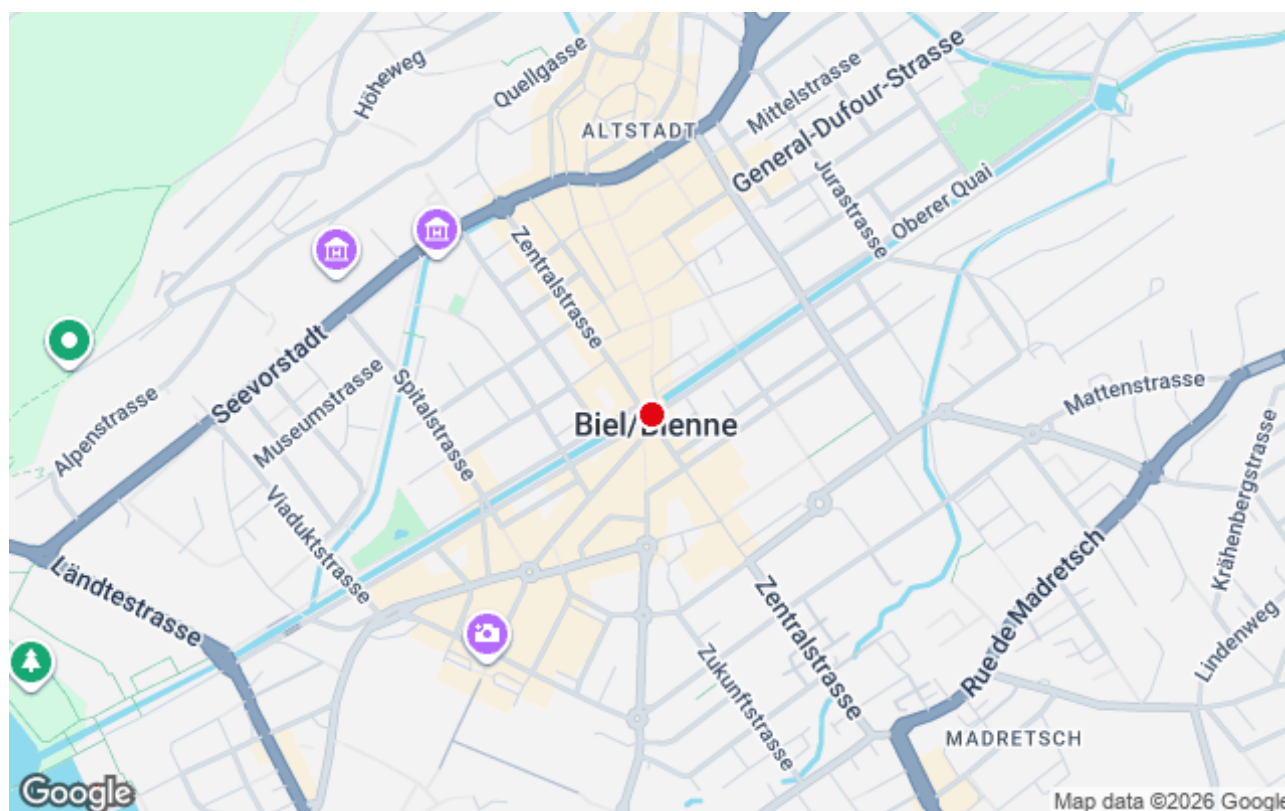 Höheweg
Quellgasse
ALTSTADT
Mittelstrasse
General-Dufour-Strasse
Jurastrasse
Oberer Quai
Zentralstrasse
Seevorstadt
Museumstrasse
Spitalstrasse
Alpenstrasse
Biel/Bienne
Mattenstrasse
Krähenbergstrasse
Viaduktstrasse
Ländtestrasse
Zentralstrasse
Rue de Madretsch
Zukunftstrasse
Lindenweg
MADRETSCH
Google
Map data ©2026 Google